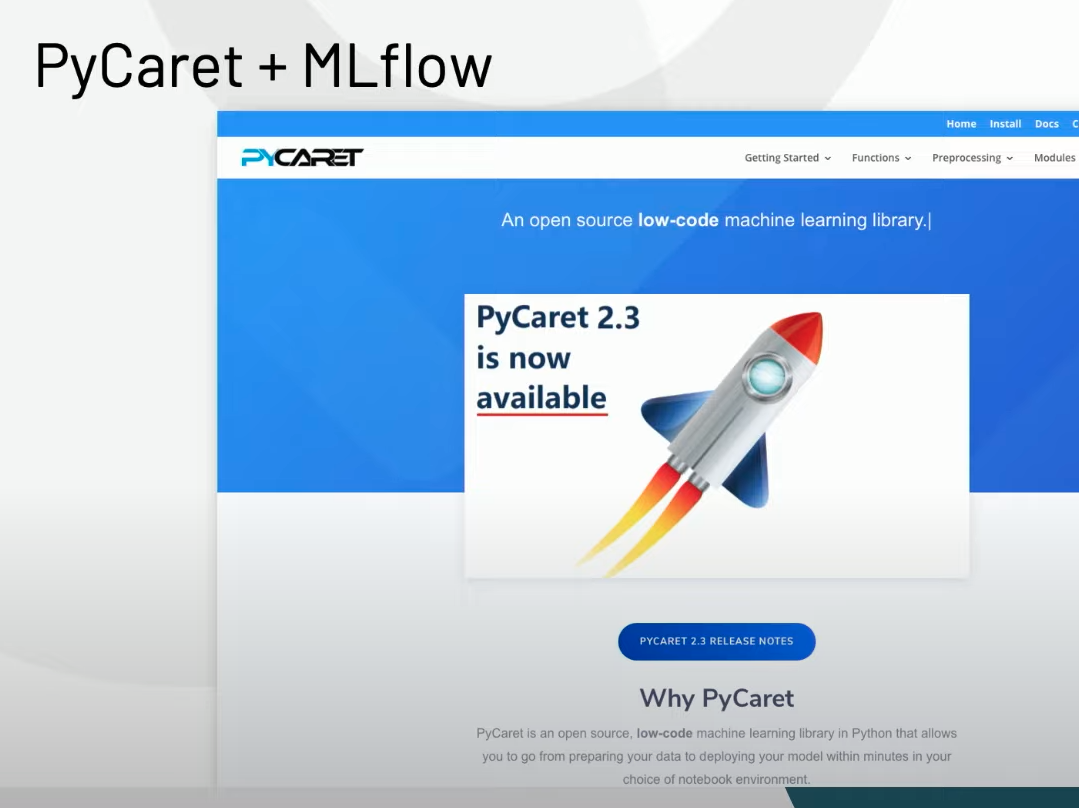 PyCaret + MLflow
Home Install Docs
PYCARET
Getting Started Functions Preprocessing Modules
An open source low-code machine learning library.|
PyCaret 2.3
is now
available
PYCARET 2.3 RELEASE NOTES
Why PyCaret
PyCaret is an open source, low-code machine learning library in Python that allows
you to go from preparing your data to deploying your model within minutes in your
choice of notebook environment.